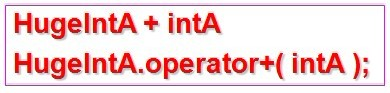 HugeIntA + intA
HugeIntA.operator+( intA );